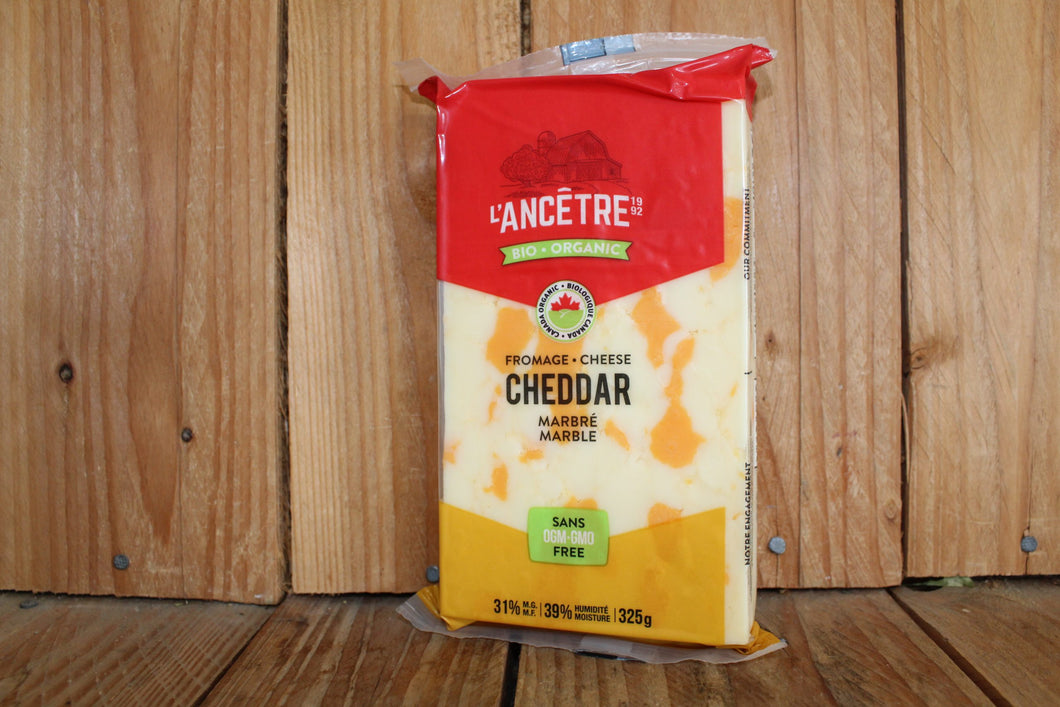 L'ANCÊTRE 19 92
BIO • ORGANIC
CANADA ORGANIC • BIOLOGIQUE CANADA •
FROMAGE • CHEESE
CHEDDAR
MARBRÉ
MARBLE
SANS
OGM-GMO
FREE
31% M.G. M.F. | 39% HUMIDITÉ MOISTURE | 325g
OUR COMMITMENT
NOTRE ENGAGEMENT